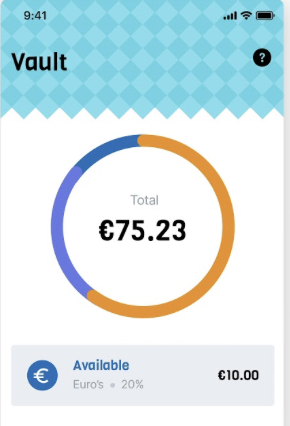 9:41
Vault
?
Total
€75.23
€
Available
Euro's 20%
€10.00